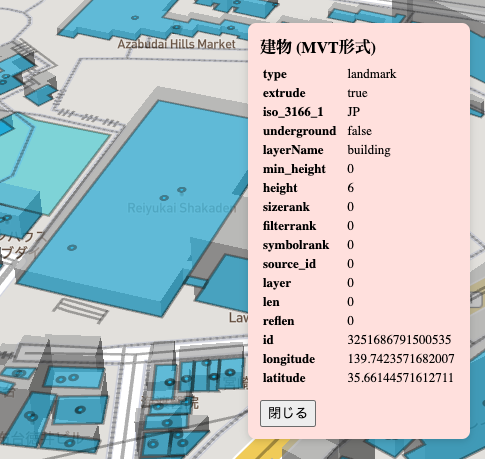 Azabudai Hills Market
建物 (MVT形式)
type landmark
extrude true
iso_3166_1 JP
underground false
layerName building
min_height 0
height 6
sizerank 0
filterrank 0
symbolrank 0
source_id 0
layer 0
len 0
reflen 0
id 3251686791500535
longitude 139.7423571682007
latitude 35.66144571612711
閉じる
Reiyukai Shakaden